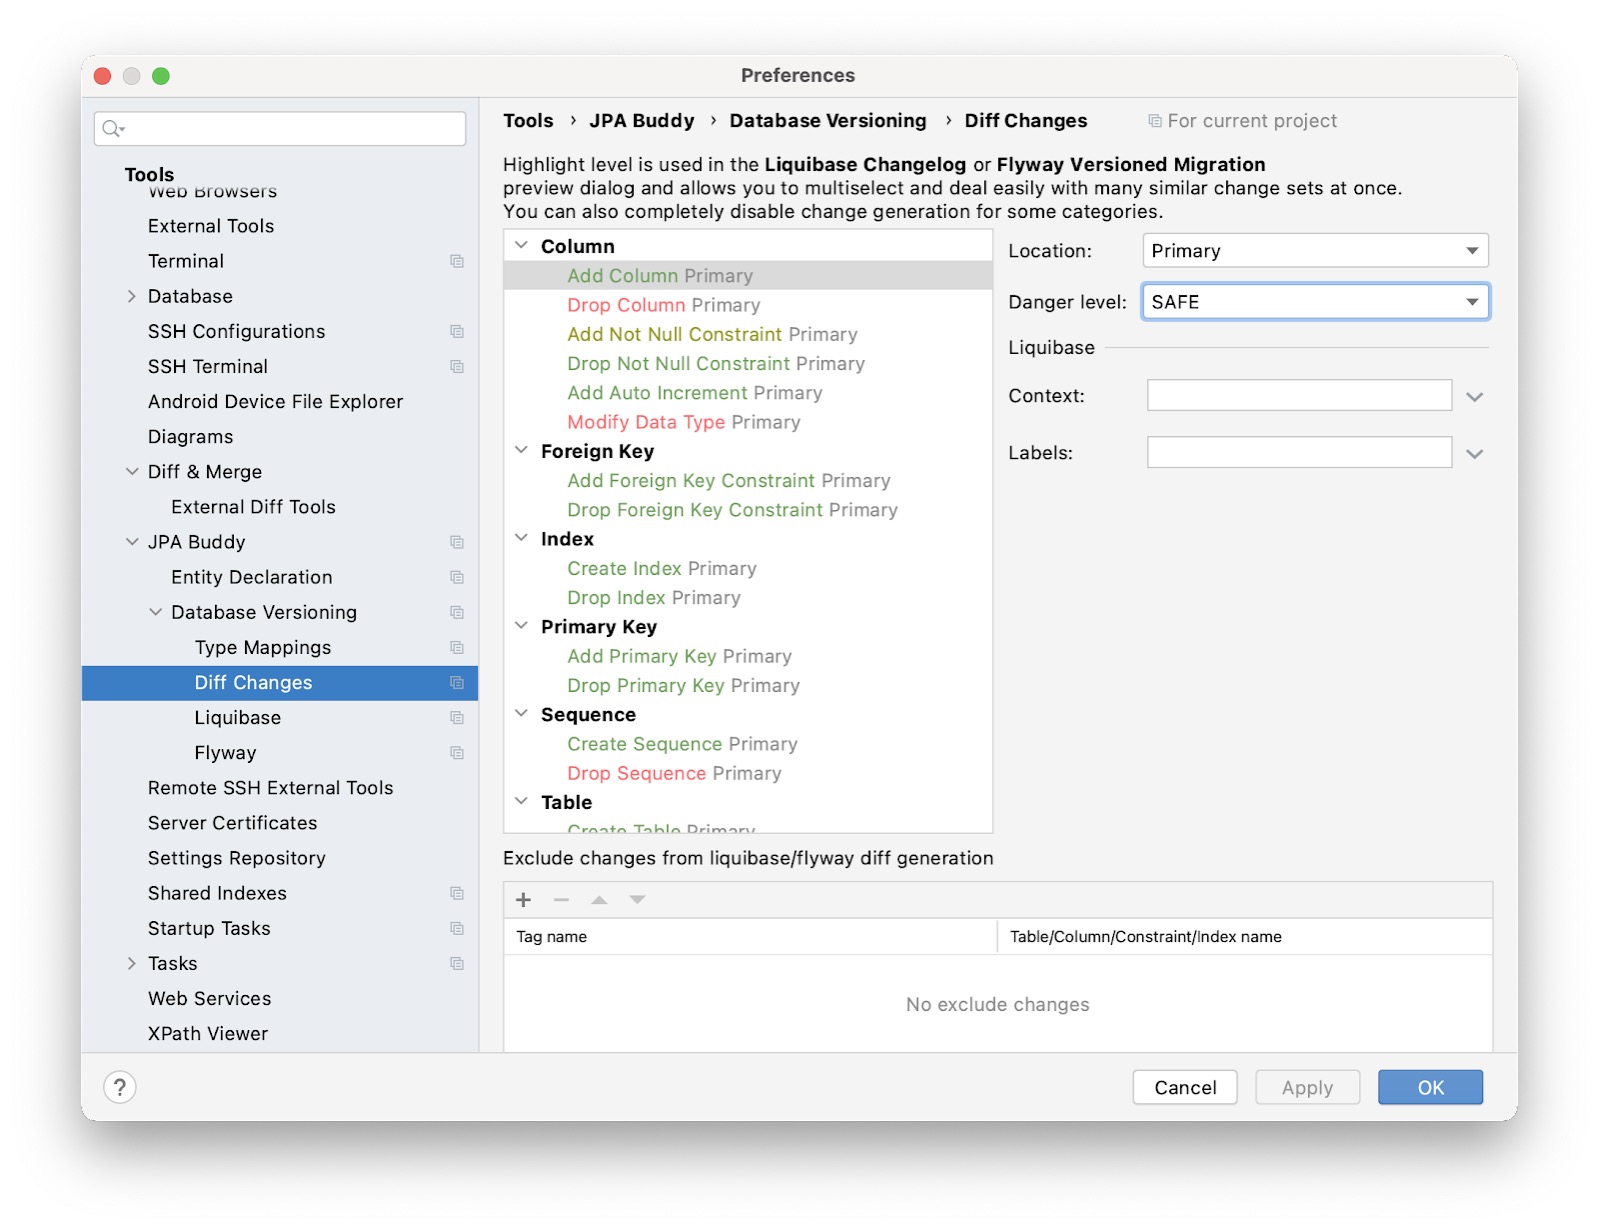 Preferences
Tools
Web Browsers
External Tools
Terminal
Database
SSH Configurations
SSH Terminal
Android Device File Explorer
Diagrams
Diff & Merge
External Diff Tools
JPA Buddy
Entity Declaration
Database Versioning
Type Mappings
Diff Changes
Liquibase
Flyway
Remote SSH External Tools
Server Certificates
Settings Repository
Shared Indexes
Startup Tasks
Tasks
Web Services
XPath Viewer
Tools › JPA Buddy › Database Versioning › Diff Changes For current project
Highlight level is used in the Liquibase Changelog or Flyway Versioned Migration
preview dialog and allows you to multiselect and deal easily with many similar change sets at once.
You can also completely disable change generation for some categories.
Column
Add Column Primary
Drop Column Primary
Add Not Null Constraint Primary
Drop Not Null Constraint Primary
Add Auto Increment Primary
Modify Data Type Primary
Foreign Key
Add Foreign Key Constraint Primary
Drop Foreign Key Constraint Primary
Index
Create Index Primary
Drop Index Primary
Primary Key
Add Primary Key Primary
Drop Primary Key Primary
Sequence
Create Sequence Primary
Drop Sequence Primary
Table
Create Table Primary
Location: Primary
Danger level: SAFE
Liquibase
Context:
Labels:
Exclude changes from liquibase/flyway diff generation
Tag name Table/Column/Constraint/Index name
No exclude changes
? Cancel Apply OK